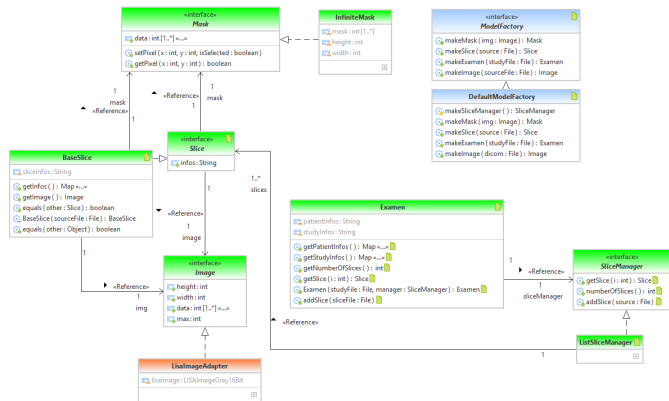 «interface»
Mask
data: int [1..*] «...»
setPixel (x : int, y : int, isSelected : boolean)
getPixel (x : int, y : int) : boolean
InfiniteMask
mask: int [1..*]
height: int
width: int
«interface»
ModelFactory
makeMask (img : Image) : Mask
makeSlice (source : File) : Slice
makeExamen (studyFile : File) : Examen
makeImage (sourceFile : File) : Image
DefaultModelFactory
makeSliceManager ( ) : SliceManager
makeMask (img : Image) : Mask
makeSlice (source : File) : Slice
makeExamen (studyFile : File) : Examen
makeImage (dicom : File) : Image
1
mask
«Reference»
1
1
mask
«Reference»
1
«interface»
Slice
infos: String
BaseSlice
sliceInfos : String
getInfos ( ) : Map «...»
getImage ( ) : Image
equals (other : Slice) : boolean
BaseSlice (sourceFile : File) : BaseSlice
equals (other : Object) : boolean
1
«Reference»
1
image
1..*
slices
1
«Reference»
1
img
«interface»
Image
height: int
width: int
data: int [1..*] «...»
max: int
LisaImageAdapter
lisaImage: LISAImageGray16Bit
Examen
patientInfos: String
studyInfos: String
getPatientInfos ( ) : Map «...»
getStudyInfos ( ) : Map «...»
getNumberOfSlices ( ) : int
getSlice (i : int) : Slice
Examen (studyFile : File, manager : SliceManager) : Examen
addSlice (sliceFile : File)
1
«Reference»
1
sliceManager
«interface»
SliceManager
getSlice (i : int) : Slice
numberOfSlices ( ) : int
addSlice (source : File)
«Reference»
1
ListSliceManager